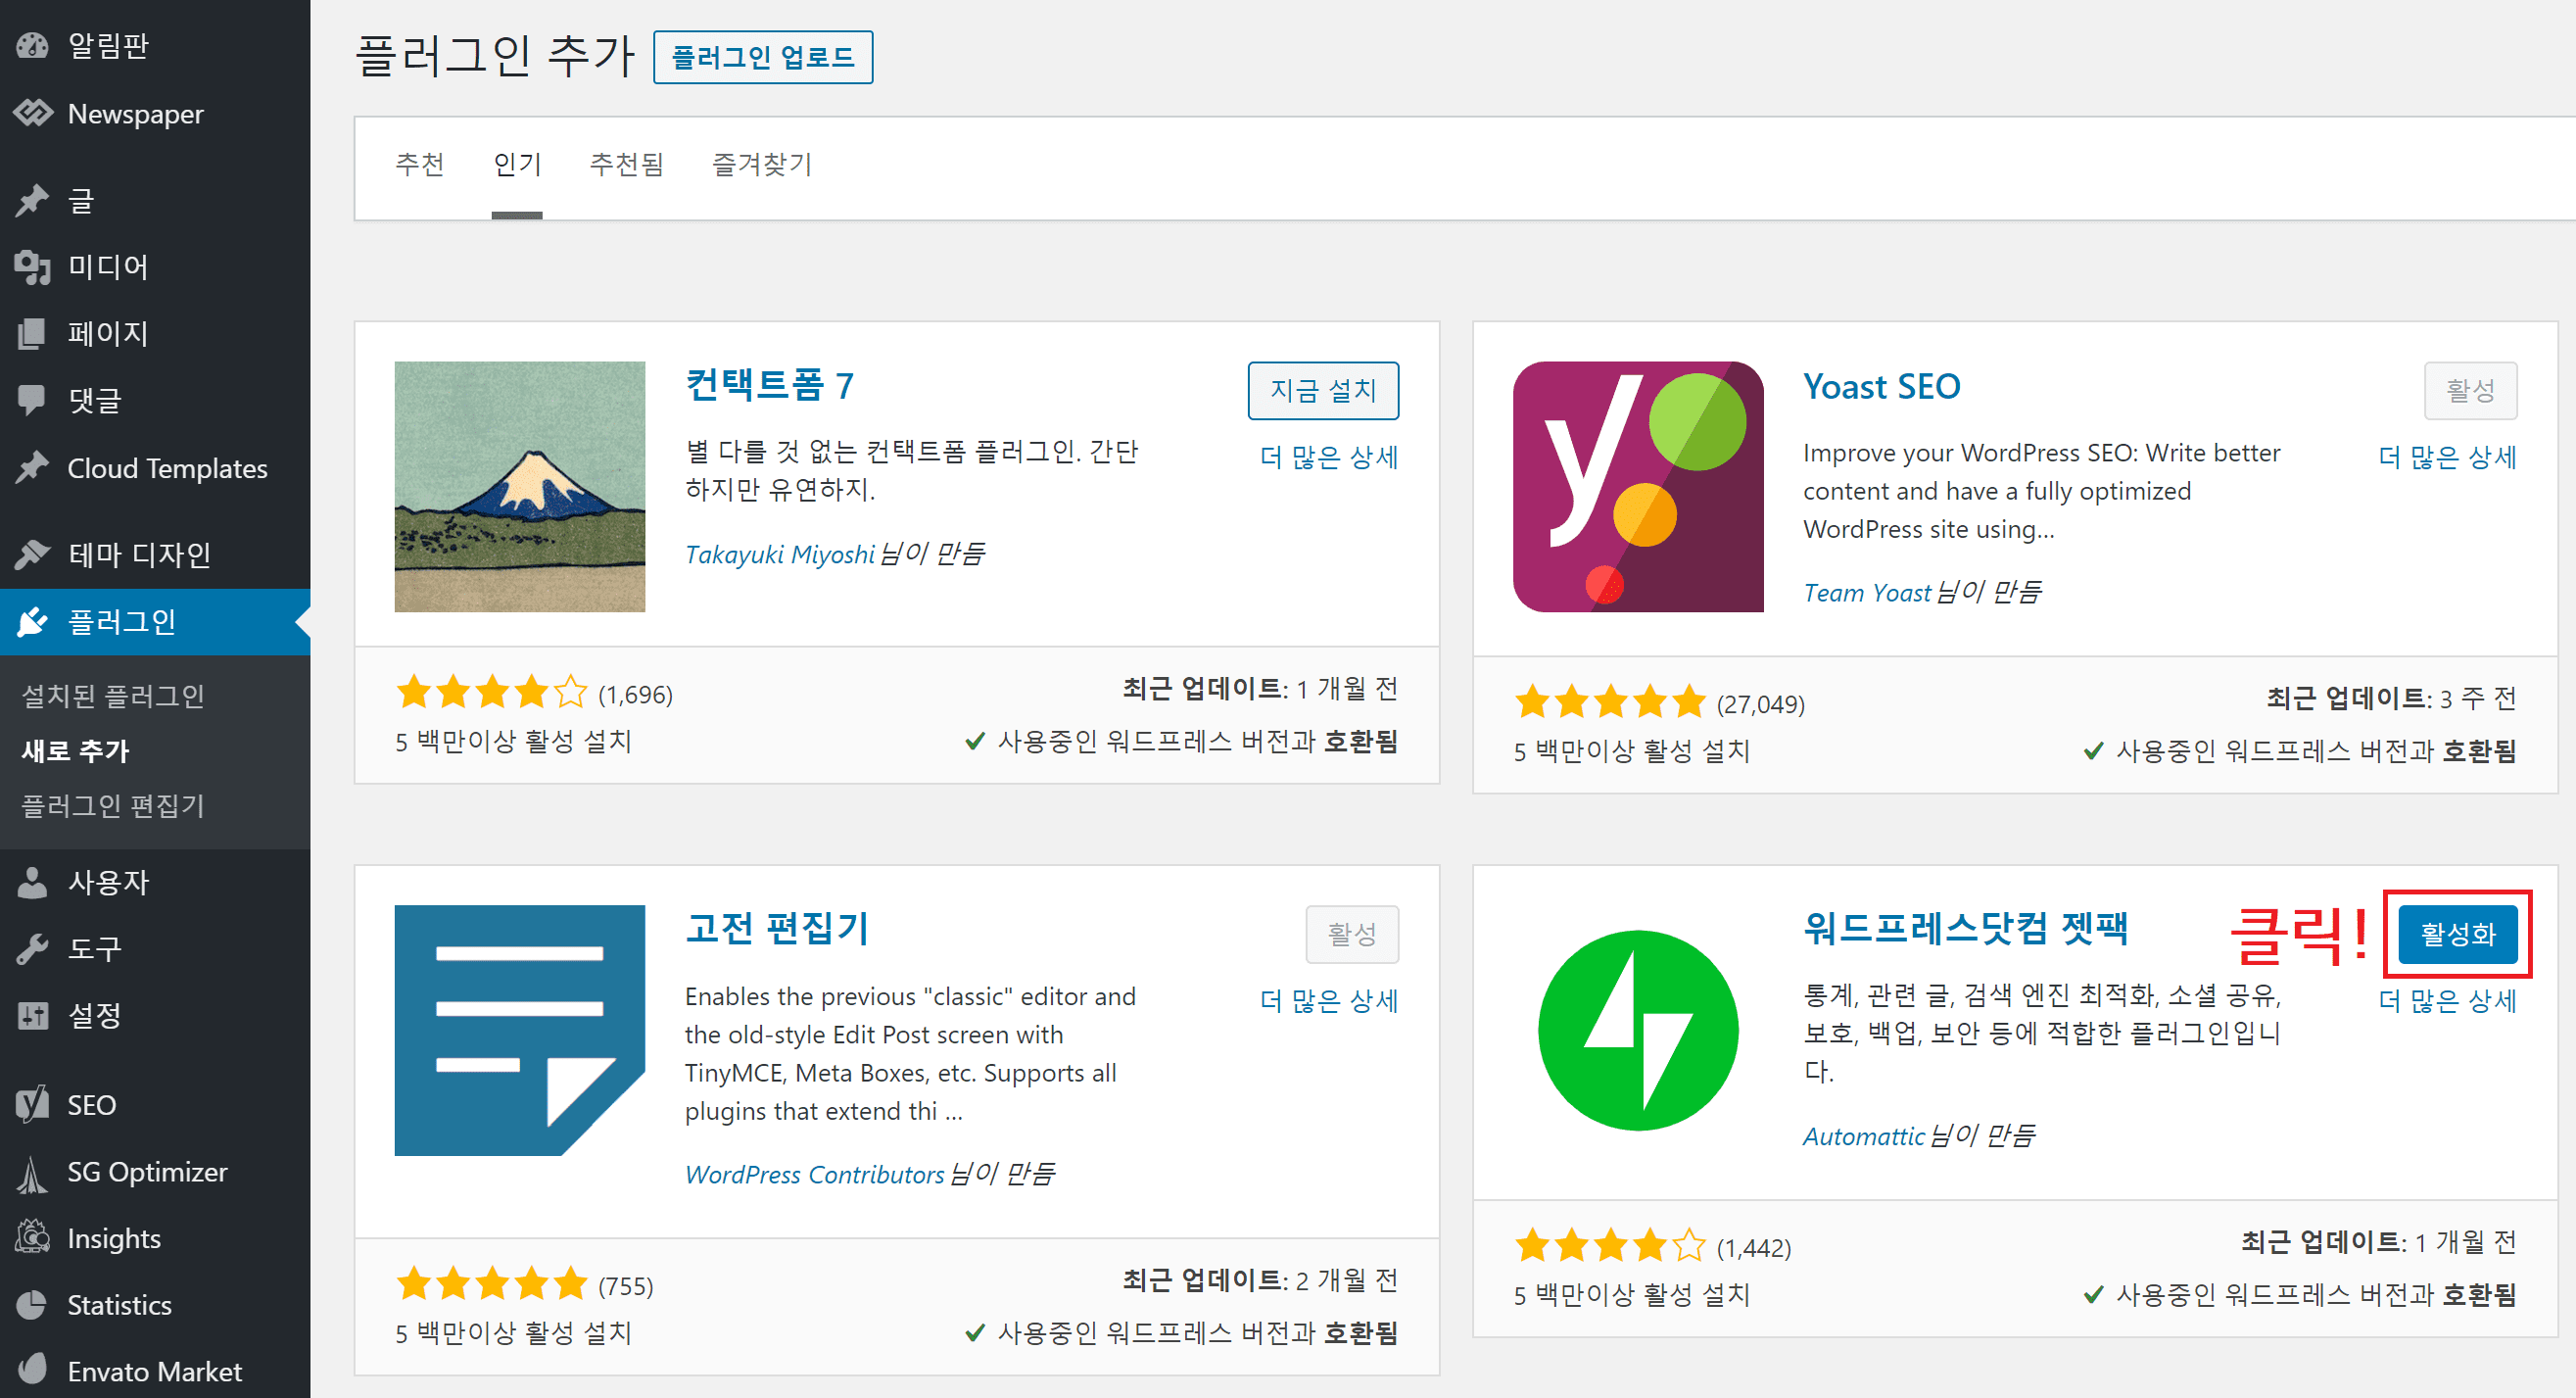 알림판
Newspaper
글
미디어
페이지
댓글
Cloud Templates
테마 디자인
플러그인
설치된 플러그인
새로 추가
플러그인 편집기
사용자
도구
설정
SEO
SG Optimizer
Insights
Statistics
Envato Market
플러그인 추가 플러그인 업로드
추천 인기 추천됨 즐겨찾기
컨택트폼 7
지금 설치
더 많은 상세
별 다를 것 없는 컨택트폼 플러그인. 간단
하지만 유연하지.
Takayuki Miyoshi 님이 만듬
(1,696)
최근 업데이트: 1 개월 전
5 백만이상 활성 설치
✔ 사용중인 워드프레스 버전과 호환됨
Yoast SEO
활성
더 많은 상세
Improve your WordPress SEO: Write better
content and have a fully optimized
WordPress site using...
Team Yoast 님이 만듬
(27,049)
최근 업데이트: 3 주 전
5 백만이상 활성 설치
✔ 사용중인 워드프레스 버전과 호환됨
고전 편집기
활성
더 많은 상세
Enables the previous "classic" editor and
the old-style Edit Post screen with
TinyMCE, Meta Boxes, etc. Supports all
plugins that extend thi ...
WordPress Contributors 님이 만듬
(755)
최근 업데이트: 2 개월 전
5 백만이상 활성 설치
✔ 사용중인 워드프레스 버전과 호환됨
워드프레스닷컴 젯팩
클릭!
활성화
더 많은 상세
통계, 관련 글, 검색 엔진 최적화, 소셜 공유,
보호, 백업, 보안 등에 적합한 플러그인입니
다.
Automattic 님이 만듬
(1,442)
최근 업데이트: 1 개월 전
5 백만이상 활성 설치
✔ 사용중인 워드프레스 버전과 호환됨